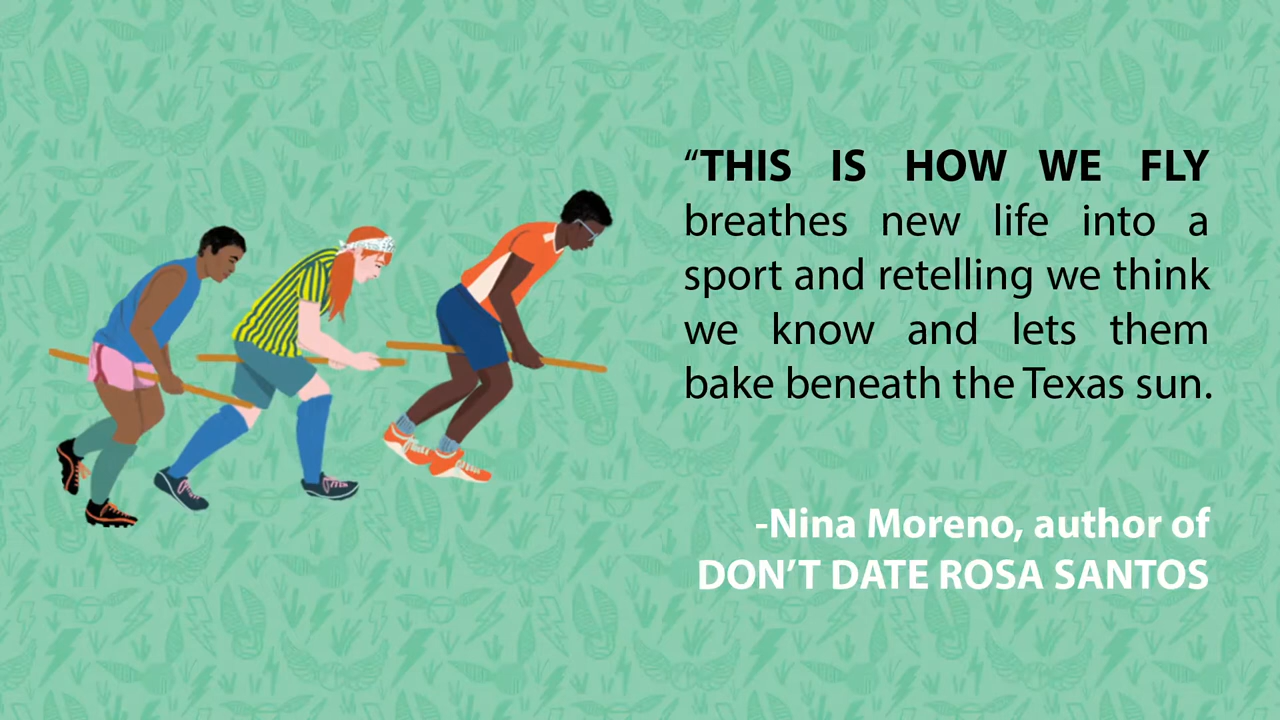 “THIS IS HOW WE FLY
breathes new life into a
sport and retelling we think
we know and lets them
bake beneath the Texas sun.
-Nina Moreno, author of
DON’T DATE ROSA SANTOS